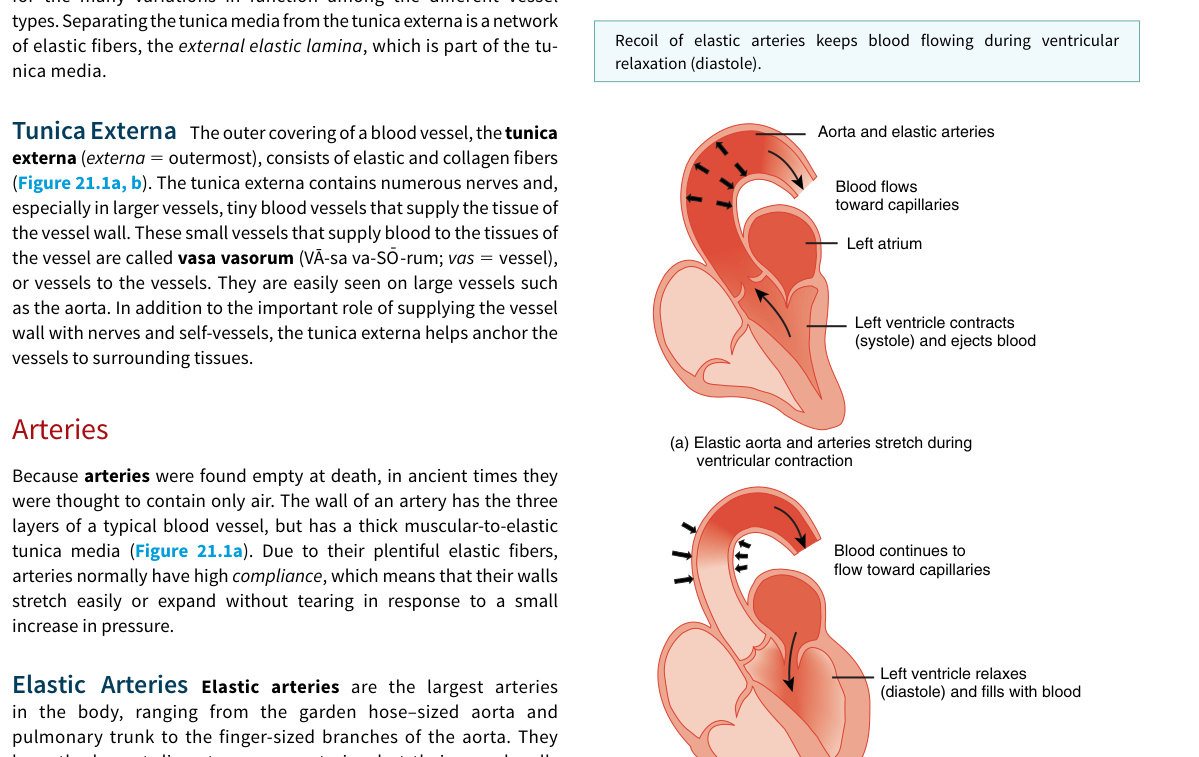 types. Separating the tunica media from the tunica externa is a network
of elastic fibers, the external elastic lamina, which is part of the tu-
nica media.
Tunica Externa The outer covering of a blood vessel, the tunica
externa (externa = outermost), consists of elastic and collagen fibers
(Figure 21.1a, b). The tunica externa contains numerous nerves and,
especially in larger vessels, tiny blood vessels that supply the tissue of
the vessel wall. These small vessels that supply blood to the tissues of
the vessel are called vasa vasorum (VĀ-sa va-SŌ-rum; vas = vessel),
or vessels to the vessels. They are easily seen on large vessels such
as the aorta. In addition to the important role of supplying the vessel
wall with nerves and self-vessels, the tunica externa helps anchor the
vessels to surrounding tissues.
Arteries
Because arteries were found empty at death, in ancient times they
were thought to contain only air. The wall of an artery has the three
layers of a typical blood vessel, but has a thick muscular-to-elastic
tunica media (Figure 21.1a). Due to their plentiful elastic fibers,
arteries normally have high compliance, which means that their walls
stretch easily or expand without tearing in response to a small
increase in pressure.
Elastic Arteries Elastic arteries are the largest arteries
in the body, ranging from the garden hose–sized aorta and
pulmonary trunk to the finger-sized branches of the aorta. They
Recoil of elastic arteries keeps blood flowing during ventricular
relaxation (diastole).
Aorta and elastic arteries
Blood flows
toward capillaries
Left atrium
Left ventricle contracts
(systole) and ejects blood
(a) Elastic aorta and arteries stretch during
ventricular contraction
Blood continues to
flow toward capillaries
Left ventricle relaxes
(diastole) and fills with blood